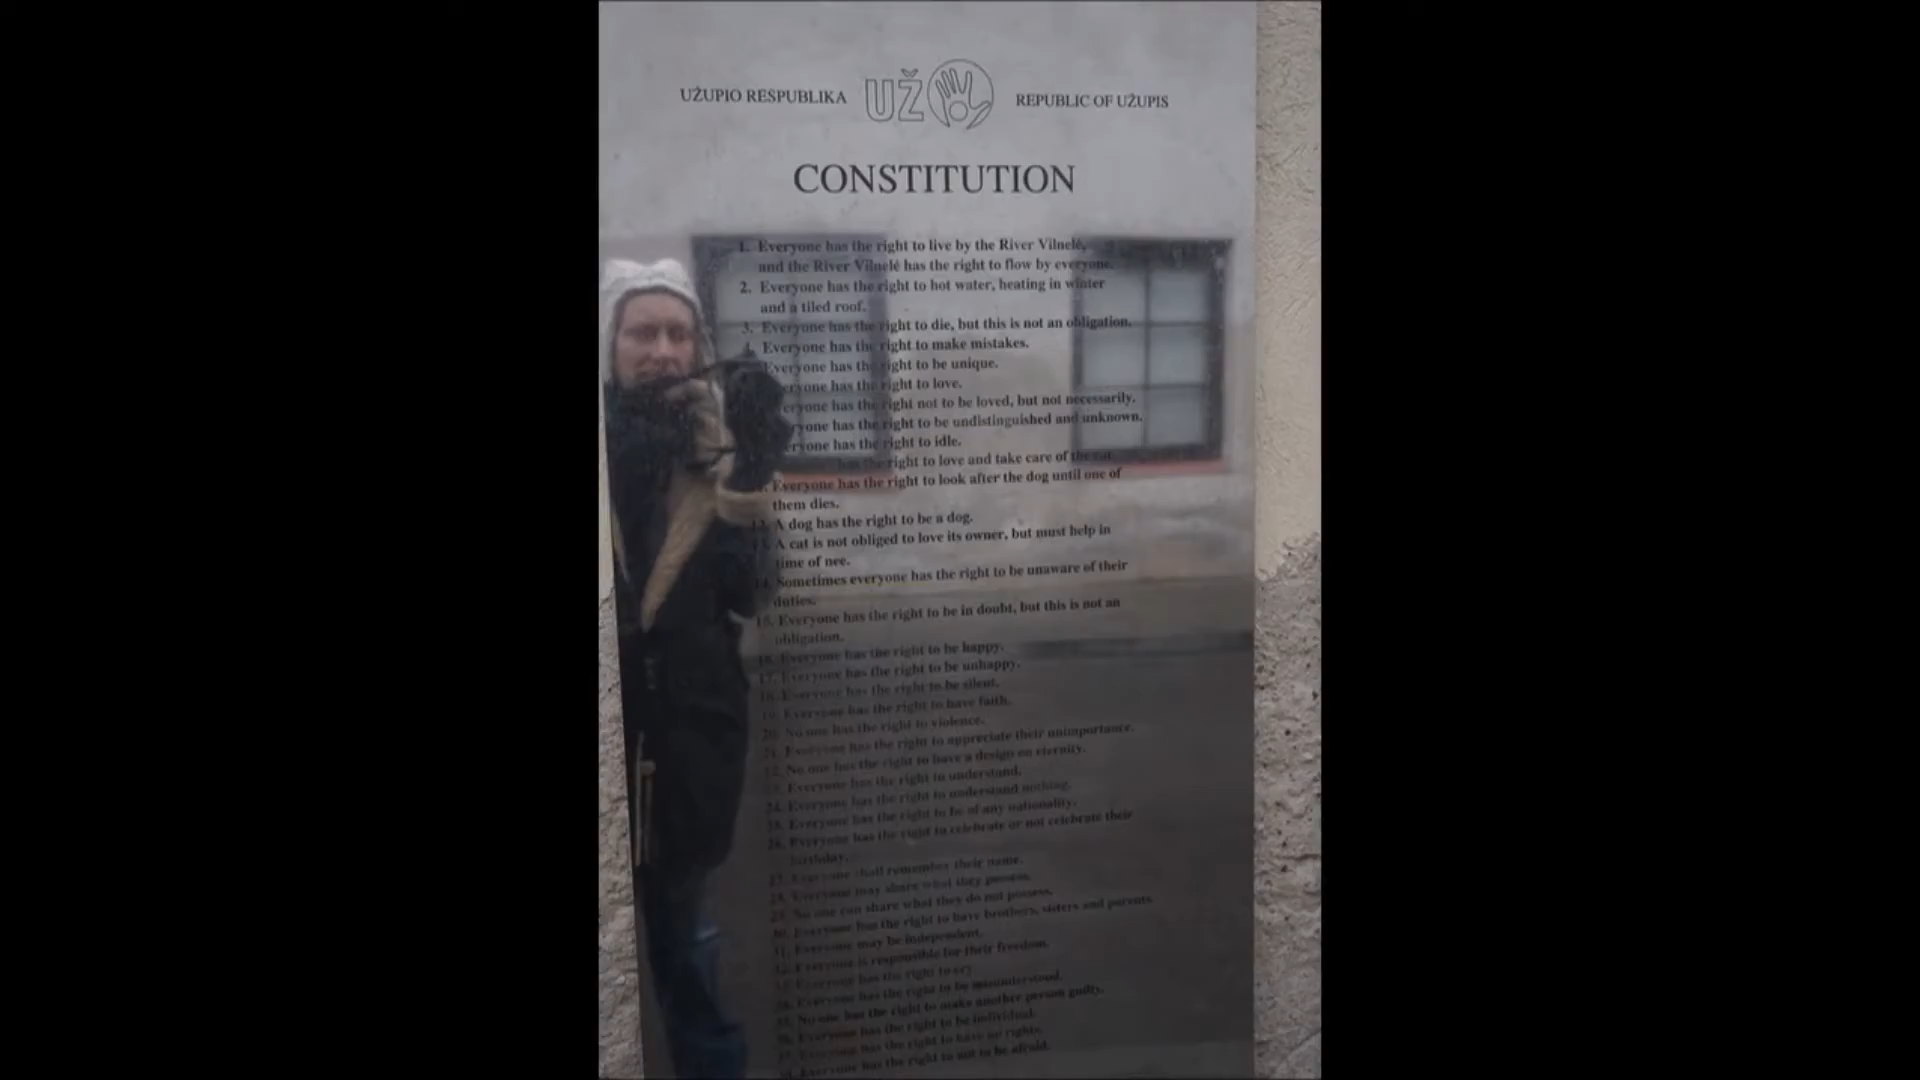 UŽUPIO RESPUBLIKA
UŽ
REPUBLIC OF UŽUPIS
CONSTITUTION
1. Everyone has the right to live by the River Vilnelė,
and the River Vilnelė has the right to flow by everyone.
2. Everyone has the right to hot water, heating in winter
and a tiled roof.
3. Everyone has the right to die, but this is not an obligation.
4. Everyone has the right to make mistakes.
Everyone has the right to be unique.
eryone has the right to love.
eryone has the right not to be loved, but not necessarily.
ryone has the right to be undistinguished and unknown.
eryone has the right to idle.
has the right to love and take care of the cat.
Everyone has the right to look after the dog until one of
them dies.
12. A dog has the right to be a dog.
13. A cat is not obliged to love its owner, but must help in
time of nee.
14. Sometimes everyone has the right to be unaware of their
duties.
15. Everyone has the right to be in doubt, but this is not an
obligation.
16. Everyone has the right to be happy.
17. Everyone has the right to be unhappy.
18. Everyone has the right to be silent.
19. Everyone has the right to have faith.
20. No one has the right to violence.
21. Everyone has the right to appreciate their unimportance.
22. No one has the right to have a design on eternity.
23. Everyone has the right to understand.
24. Everyone has the right to understand nothing.
25. Everyone has the right to be of any nationality.
26. Everyone has the right to celebrate or not celebrate their
birthday.
27. Everyone shall remember their name.
28. Everyone may share what they possess.
29. No one can share what they do not possess.
30. Everyone has the right to have brothers, sisters and parents.
31. Everyone may be independent.
32. Everyone is responsible for their freedom.
33. Everyone has the right to cry.
34. Everyone has the right to be misunderstood.
35. No one has the right to make another person guilty.
36. Everyone has the right to be individual.
37. Everyone has the right to have no rights.
38. Everyone has the right to not to be afraid.